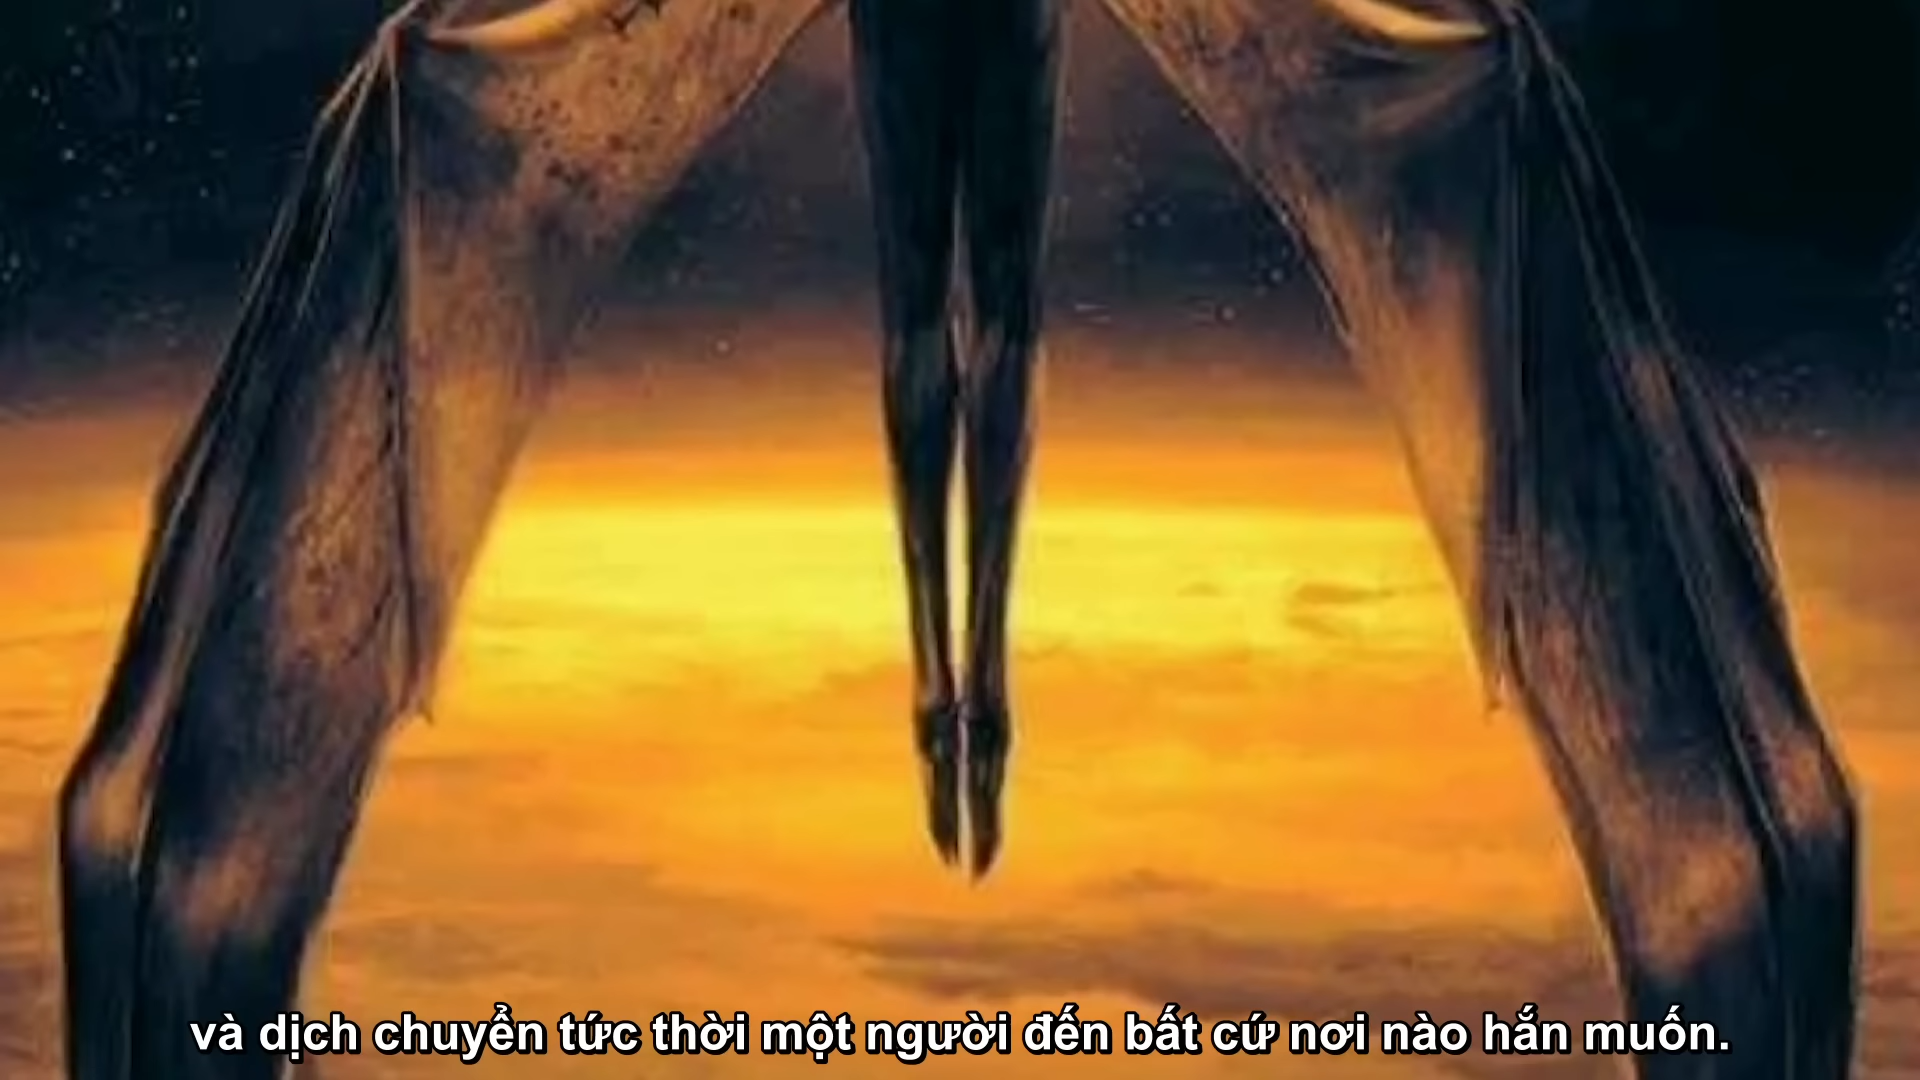 và dịch chuyển tức thời một người đến bất cứ nơi nào hắn muốn.